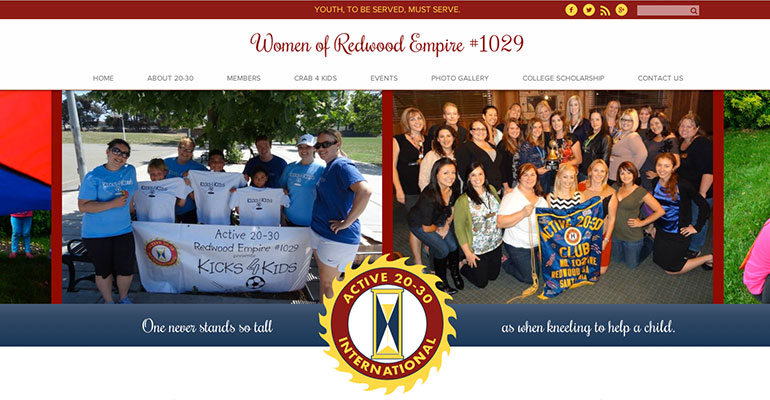 YOUTH, TO BE SERVED, MUST SERVE.
Women of Redwood Empire #1029
HOME ABOUT 20-30 MEMBERS CRAB 4 KIDS EVENTS PHOTO GALLERY COLLEGE SCHOLARSHIP CONTACT US
KICKS 4 KIDS
Active 20-30
Redwood Empire #1029
presents
KICKS 4 KIDS
ACTIVE 20-30
CLUB
NO. 1029
REDWOOD
SANTA
One never stands so tall
as when kneeling to help a child.
ACTIVE 20-30
INTERNATIONAL